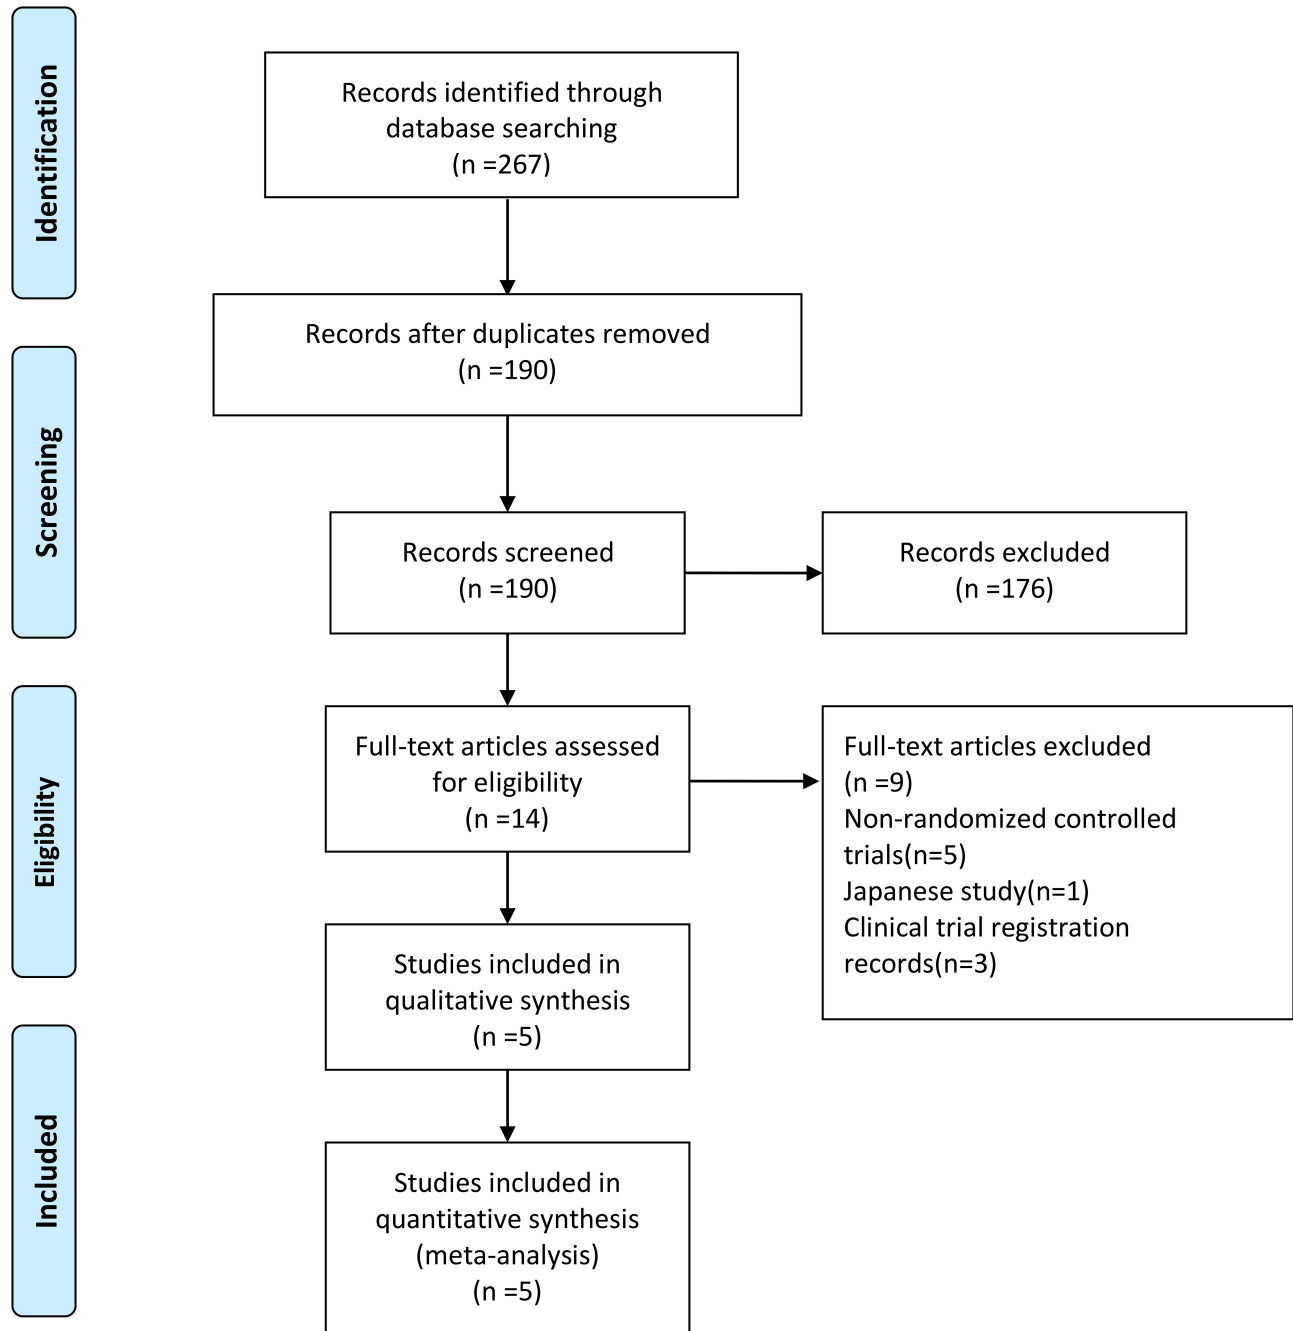 Identification
Records identified through
database searching
(n =267)
Records after duplicates removed
(n =190)
Screening
Records screened
(n =190)
Records excluded
(n =176)
Eligibility
Full-text articles assessed
for eligibility
(n =14)
Full-text articles excluded
(n =9)
Non-randomized controlled
trials(n=5)
Japanese study(n=1)
Clinical trial registration
records(n=3)
Studies included in
qualitative synthesis
(n =5)
Included
Studies included in
quantitative synthesis
(meta-analysis)
(n =5)